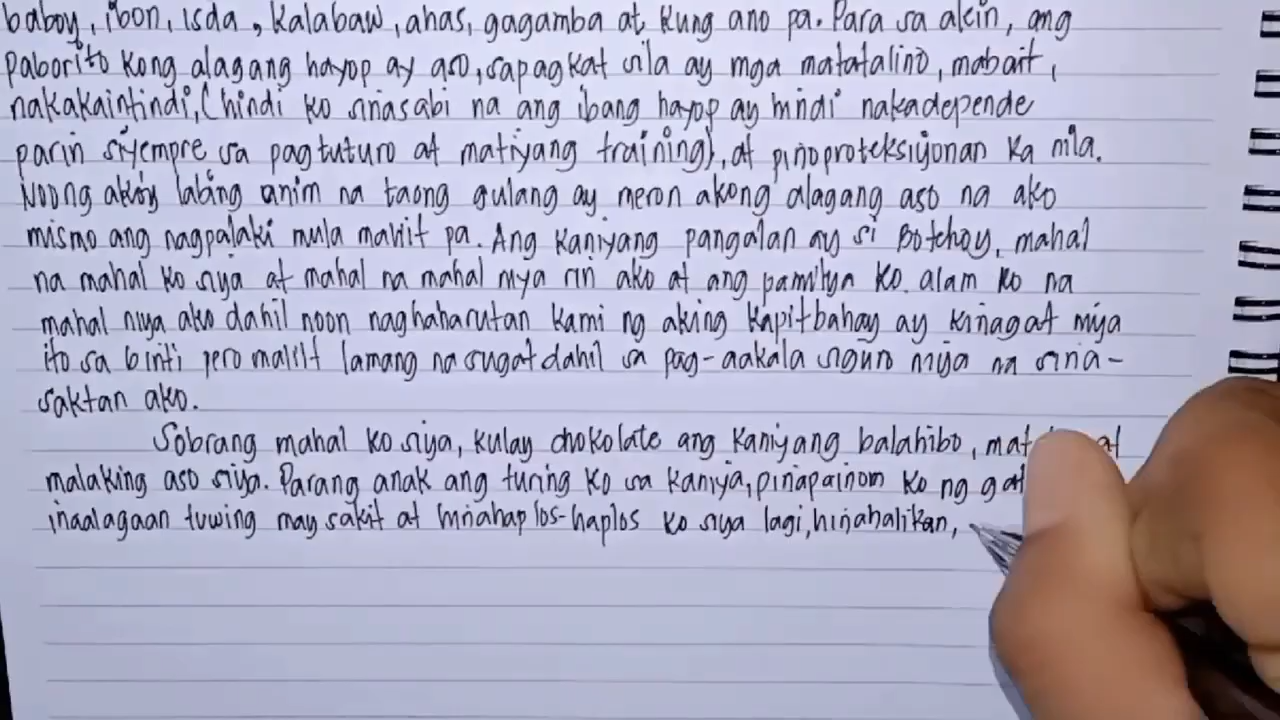 baboy, ibon, isda, kalabaw, ahas, gagamba at kung ano pa. Para sa akin, ang
paborito kong alagang hayop ay aso, sapagkat sila ay mga matatalino, mabait,
nakakaintindi, (hindi ko sinasabi na ang ibang hayop ay hindi nakadepende
parin siyempre sa pagtuturo at matiyang training), at pinoproteksiyonan ka nila.
Noong ako'y labing anim na taong gulang ay meron akong alagang aso na ako
mismo ang nagpalaki mula maliit pa. Ang kaniyang pangalan ay si Botchoy, mahal
na mahal ko siya at mahal na mahal niya rin ako at ang pamilya ko. alam ko na
mahal niya ako dahil noon naghaharutan kami ng aking kapitbahay ay kinagat niya
ito sa binti pero maliit lamang na sugat dahil sa pag-aakala siguro niya na sina-
saktan ako.
Sobrang mahal ko siya, kulay chokolate ang kaniyang balahibo, at
malaking aso siya. Parang anak ang turing ko sa kaniya, pinapainom ko ng
inaalagaan tuwing may sakit at hinahaplos-haplos ko siya lagi, hinahalikan,